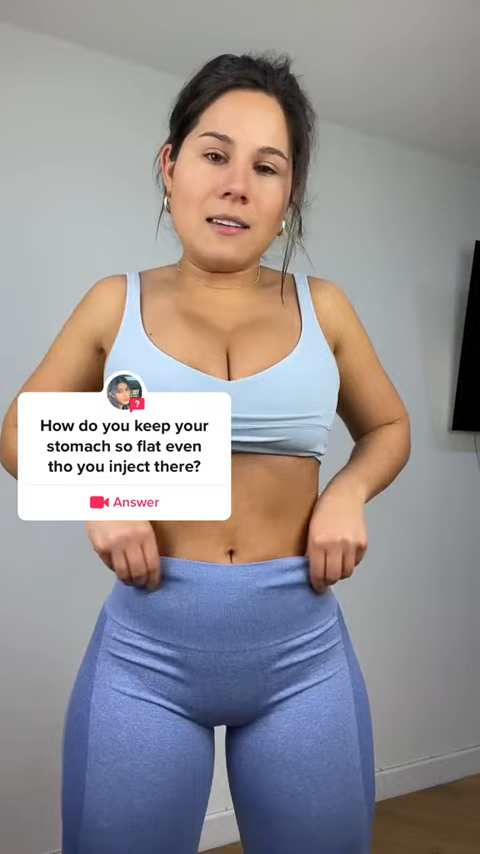 ?
How do you keep your
stomach so flat even
tho you inject there?
Answer